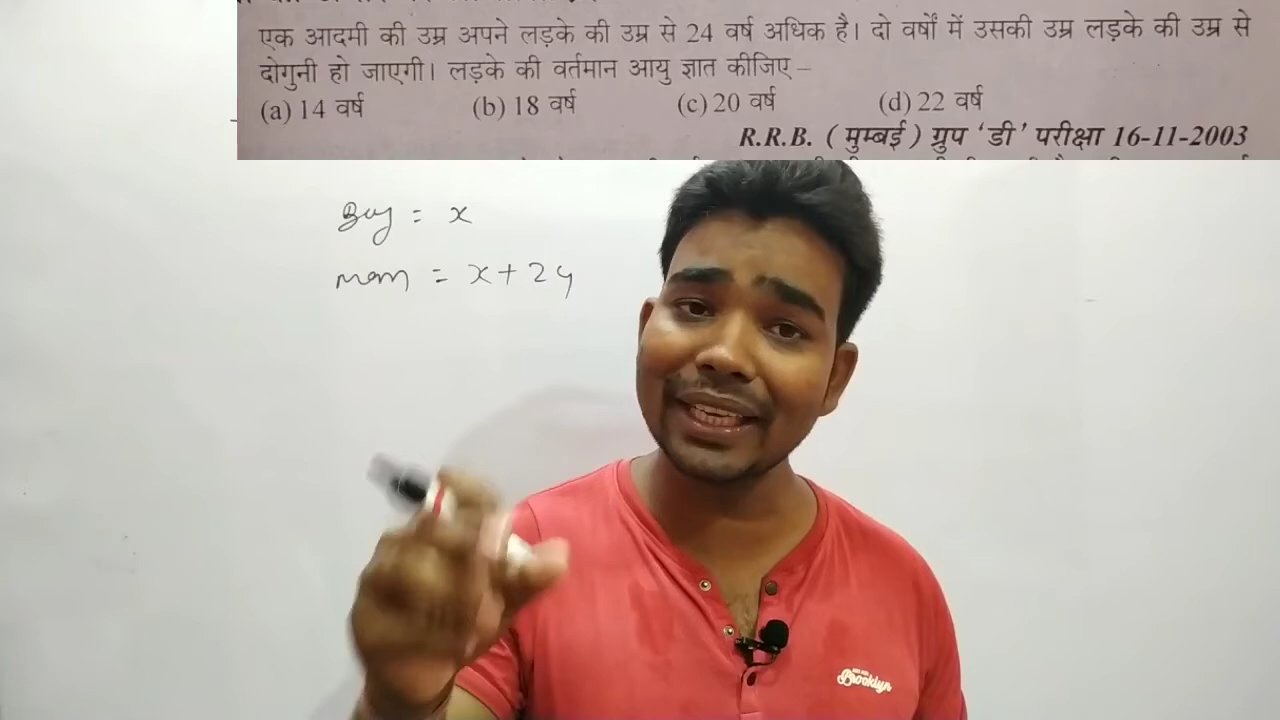 एक आदमी की उम्र अपने लड़के की उम्र से 24 वर्ष अधिक है। दो वर्षों में उसकी उम्र लड़के की उम्र से
दोगुनी हो जाएगी। लड़के की वर्तमान आयु ज्ञात कीजिए –
(a) 14 वर्ष (b) 18 वर्ष (c) 20 वर्ष (d) 22 वर्ष
R.R.B. ( मुम्बई ) ग्रुप ‘डी’ परीक्षा 16-11-2003
Boy = x
man = x + 24
Brooklyn